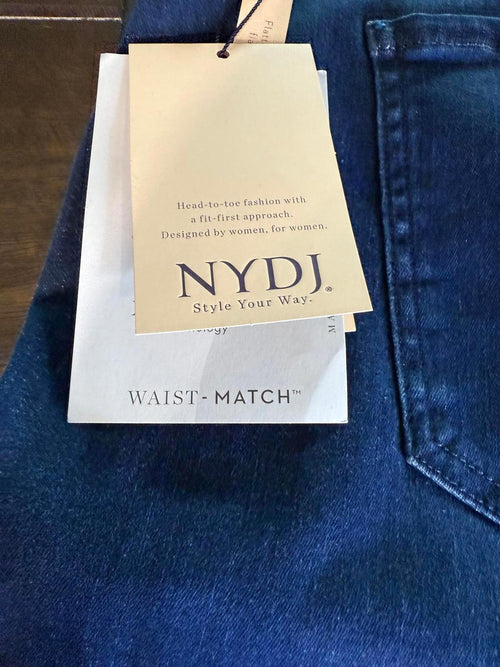 Head-to-toe fashion with
a fit-first approach.
Designed by women, for women.
NYDJ®
Style Your Way.
WAIST-MATCH™